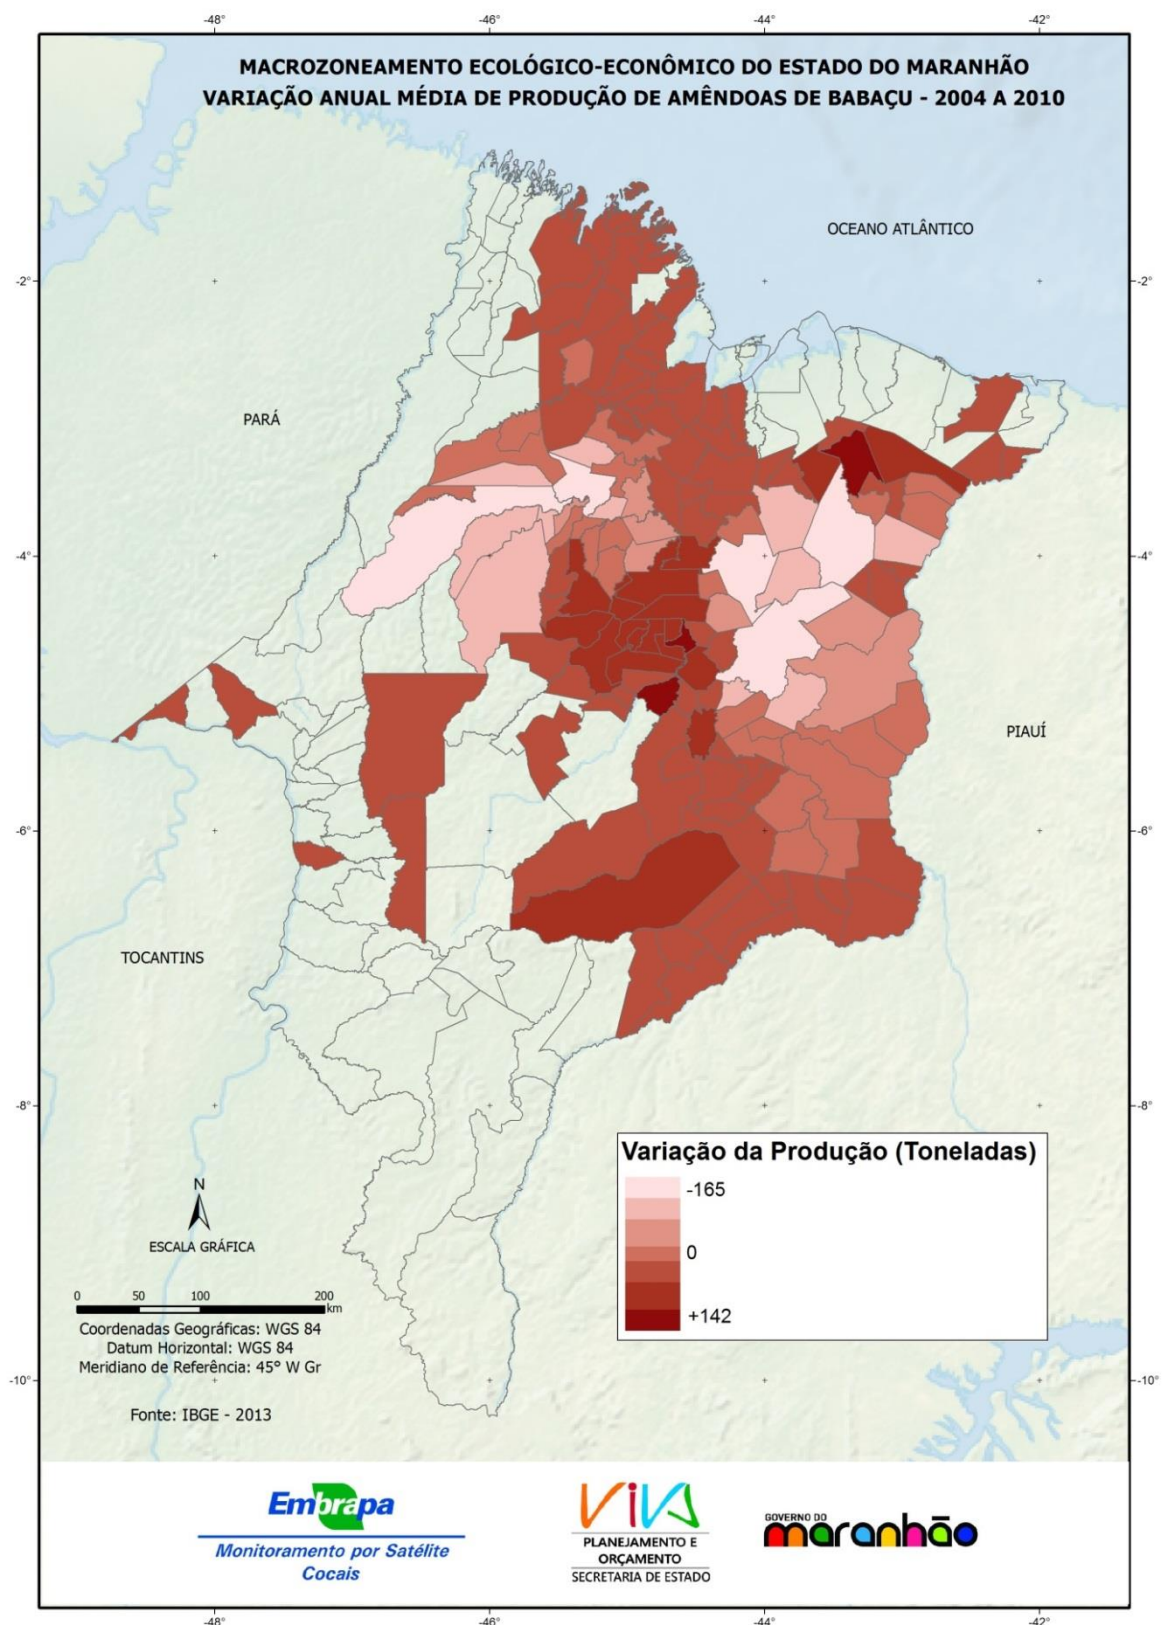 -48°
-46°
-44°
-42°
MACROZONEAMENTO ECOLÓGICO-ECONÔMICO DO ESTADO DO MARANHÃO
VARIAÇÃO ANUAL MÉDIA DE PRODUÇÃO DE AMÊNDOAS DE BABAÇU - 2004 A 2010
OCEANO ATLÂNTICO
-2°
-2°
PARÁ
-4°
-4°
PIAUÍ
-6°
-6°
TOCANTINS
-8°
-8°
Variação da Produção (Toneladas)
-165
0
+142
N
ESCALA GRÁFICA
0 50 100 200
km
Coordenadas Geográficas: WGS 84
Datum Horizontal: WGS 84
Meridiano de Referência: 45° W Gr
-10°
-10°
Fonte: IBGE - 2013
Embrapa
Monitoramento por Satélite
Cocais
VIVA
PLANEJAMENTO E
ORÇAMENTO
SECRETARIA DE ESTADO
GOVERNO DO
maranhão
-48°
-46°
-44°
-42°